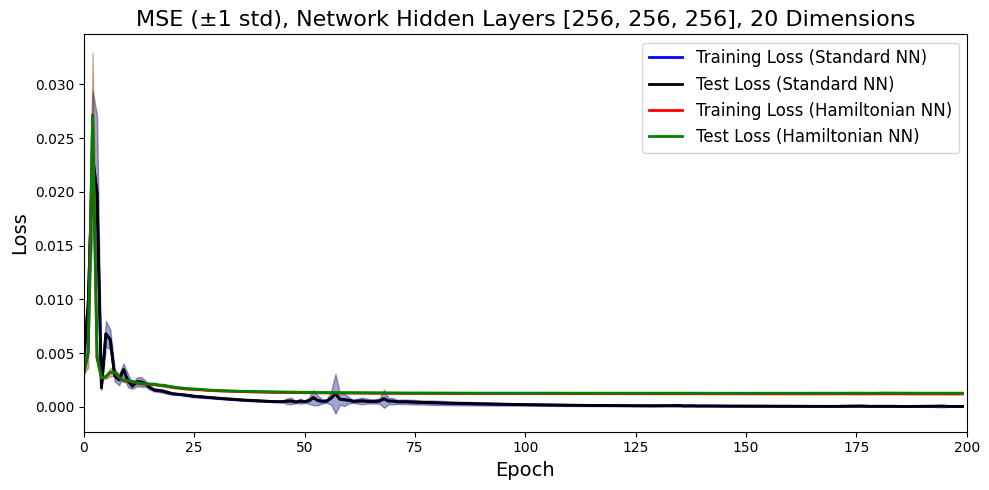 MSE (±1 std), Network Hidden Layers [256, 256, 256], 20 Dimensions
Training Loss (Standard NN)
Test Loss (Standard NN)
Training Loss (Hamiltonian NN)
Test Loss (Hamiltonian NN)
Loss
0.030
0.025
0.020
0.015
0.010
0.005
0.000
0 25 50 75 100 125 150 175 200
Epoch